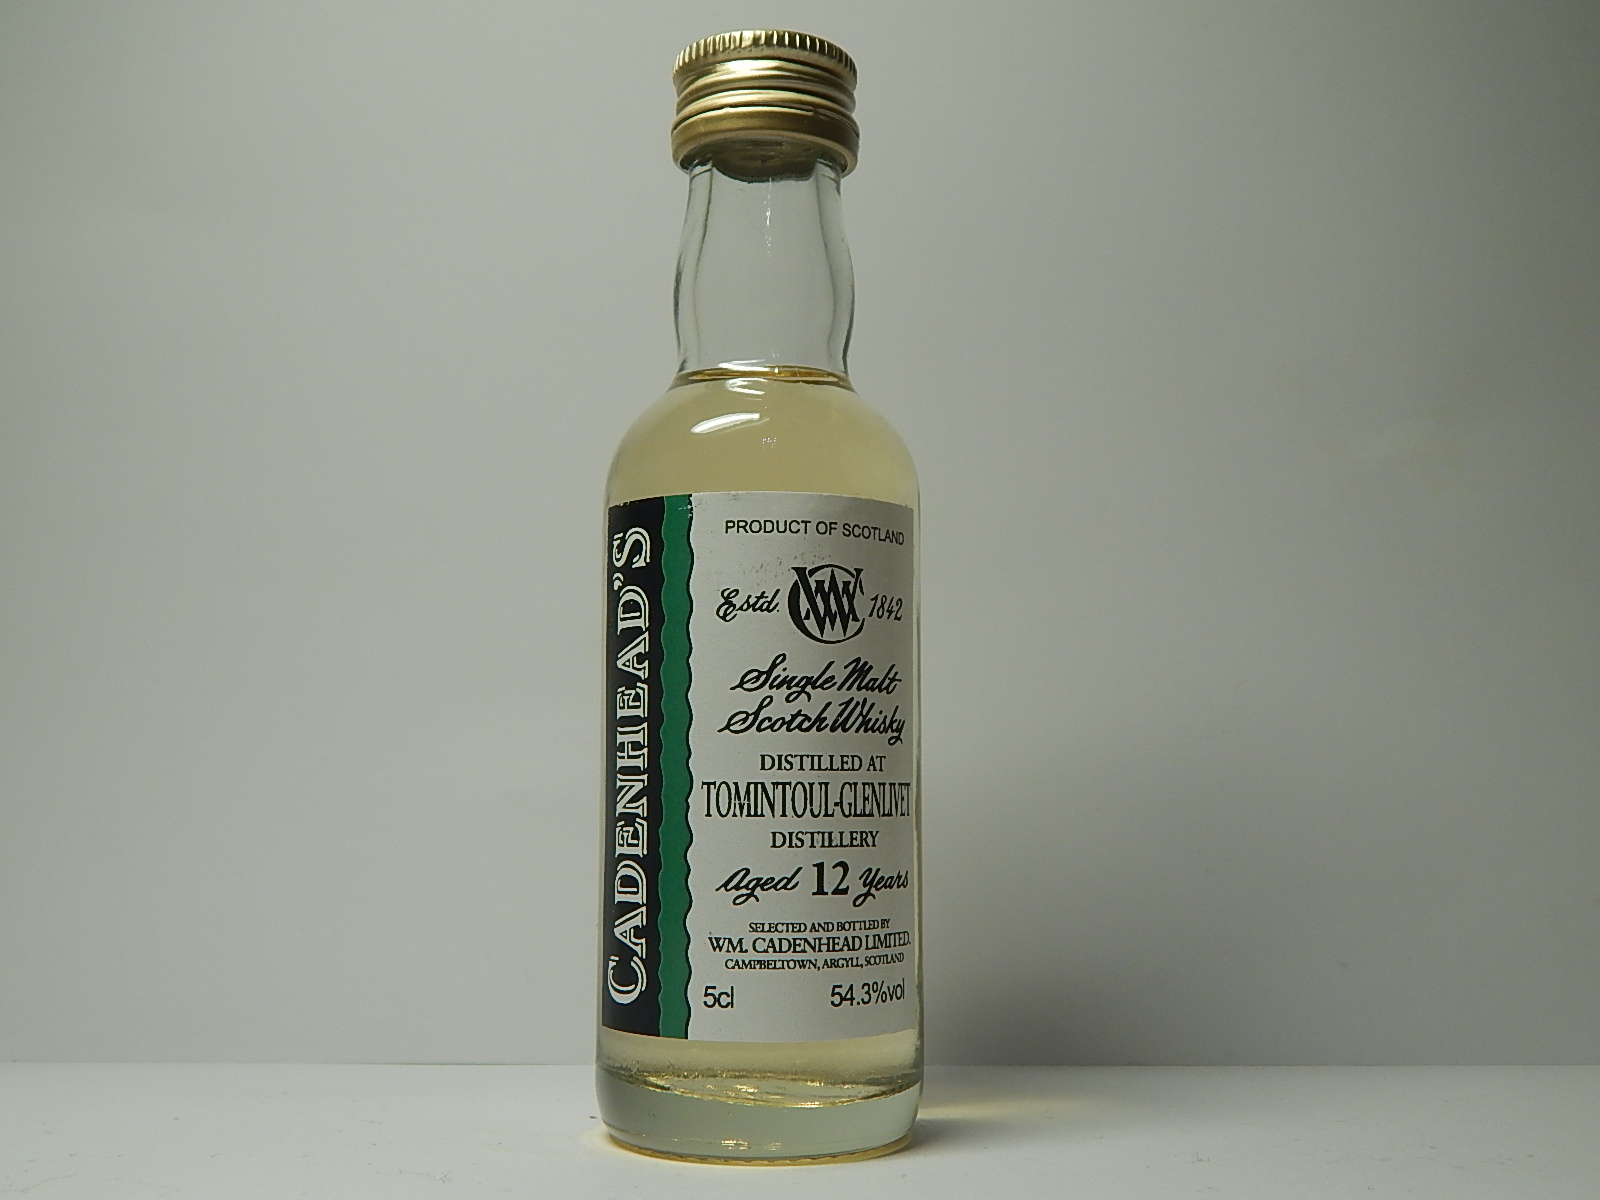 CADENHEAD'S
PRODUCT OF SCOTLAND
Estd. WC 1842
Single Malt
Scotch Whisky
DISTILLED AT
TOMINTOUL-GLENLIVET
DISTILLERY
Aged 12 Years
SELECTED AND BOTTLED BY
WM. CADENHEAD LIMITED.
CAMPBELTOWN, ARGYLL, SCOTLAND
5cl 54.3%vol